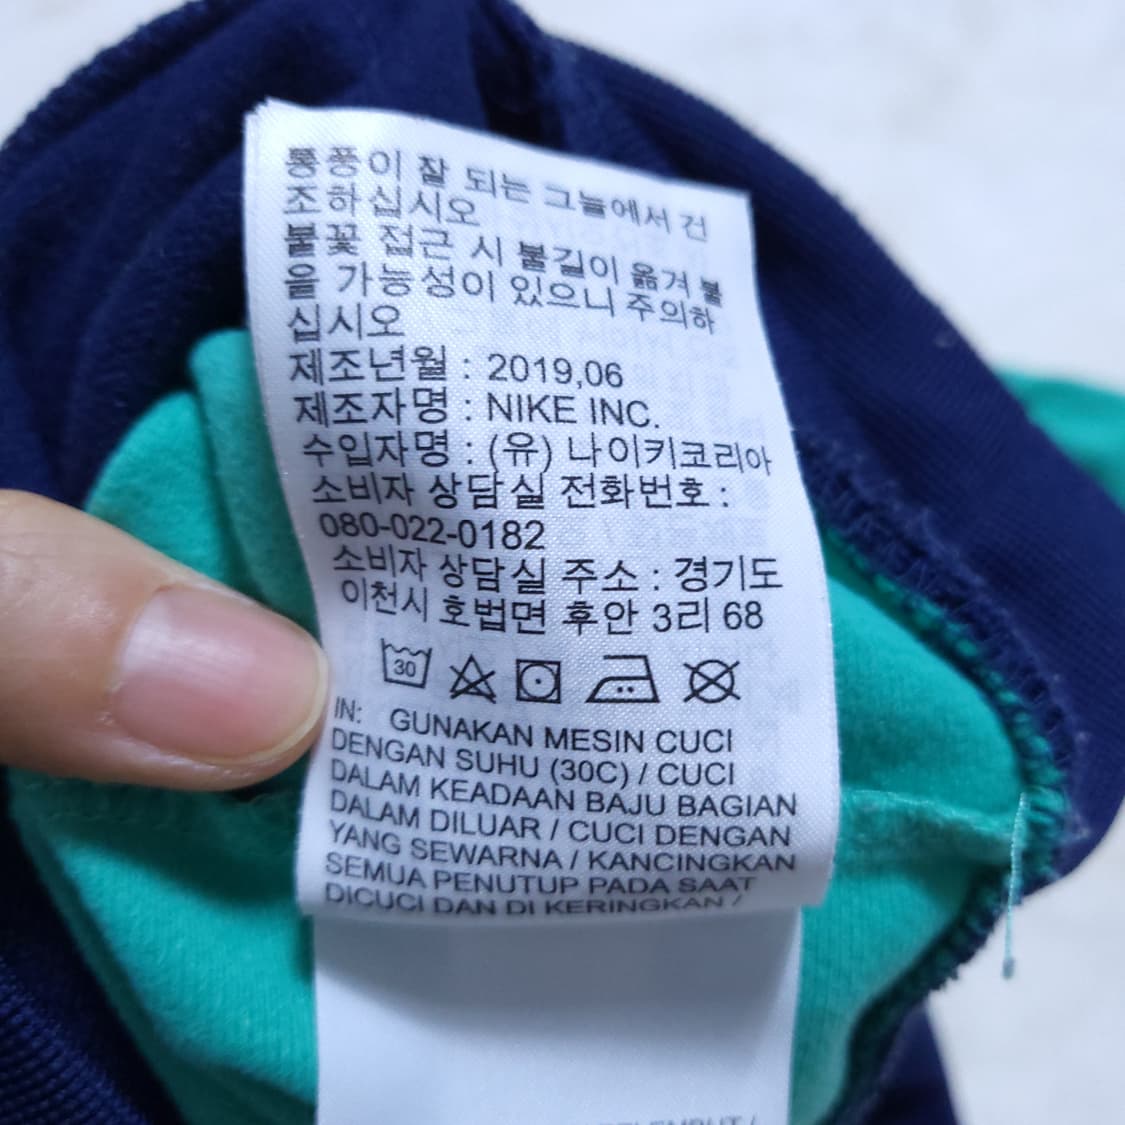 통풍이 잘 되는 그늘에서 건
조하십시오
불꽃 접근 시 불길이 옮겨 붙
을 가능성이 있으니 주의하
십시오
제조년월 : 2019,06
제조자명 : NIKE INC.
수입자명 : (유) 나이키코리아
소비자 상담실 전화번호 :
080-022-0182
소비자 상담실 주소 : 경기도
이천시 호법면 후안 3리 68
30
IN: GUNAKAN MESIN CUCI
DENGAN SUHU (30C) / CUCI
DALAM KEADAAN BAJU BAGIAN
DALAM DILUAR / CUCI DENGAN
YANG SEWARNA / KANCINGKAN
SEMUA PENUTUP PADA SAAT
DICUCI DAN DI KERINGKAN /